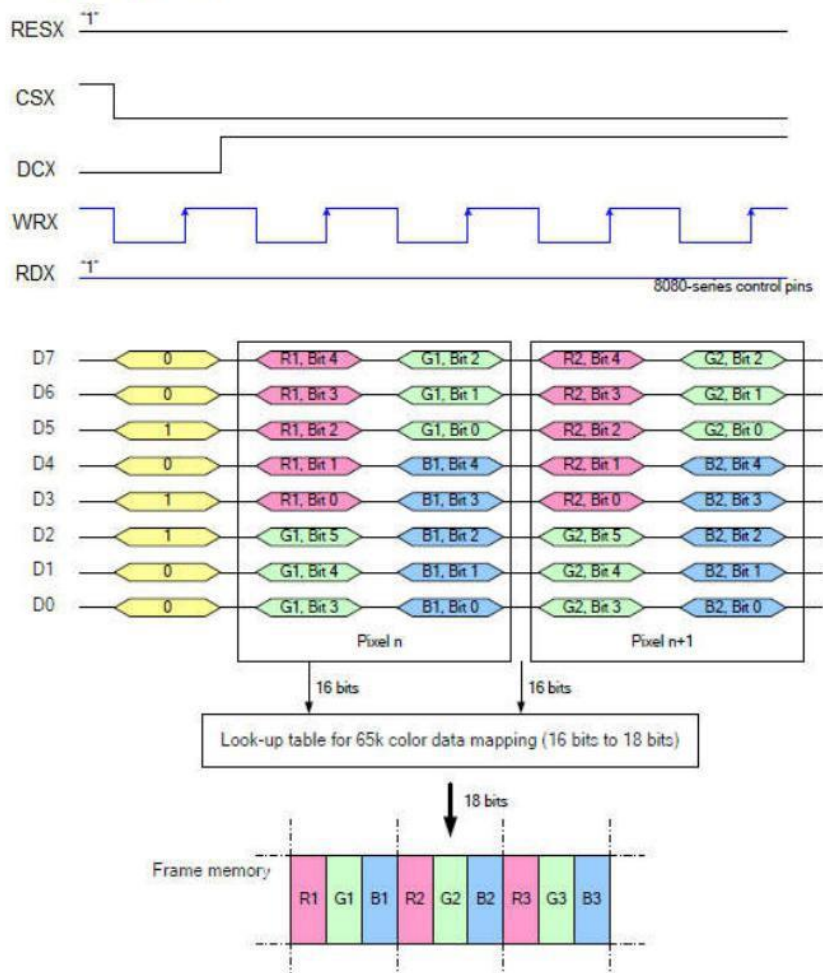 RESX "1"
CSX
DCX
WRX
RDX "1"
8080-series control pins
D7 0 R1, Bit 4 G1, Bit 2 R2, Bit 4 G2, Bit 2
D6 0 R1, Bit 3 G1, Bit 1 R2, Bit 3 G2, Bit 1
D5 1 R1, Bit 2 G1, Bit 0 R2, Bit 2 G2, Bit 0
D4 0 R1, Bit 1 B1, Bit 4 R2, Bit 1 B2, Bit 4
D3 1 R1, Bit 0 B1, Bit 3 R2, Bit 0 B2, Bit 3
D2 1 G1, Bit 5 B1, Bit 2 G2, Bit 5 B2, Bit 2
D1 0 G1, Bit 4 B1, Bit 1 G2, Bit 4 B2, Bit 1
D0 0 G1, Bit 3 B1, Bit 0 G2, Bit 3 B2, Bit 0
Pixel n Pixel n+1
16 bits 16 bits
Look-up table for 65k color data mapping (16 bits to 18 bits)
18 bits
Frame memory
R1 G1 B1 R2 G2 B2 R3 G3 B3